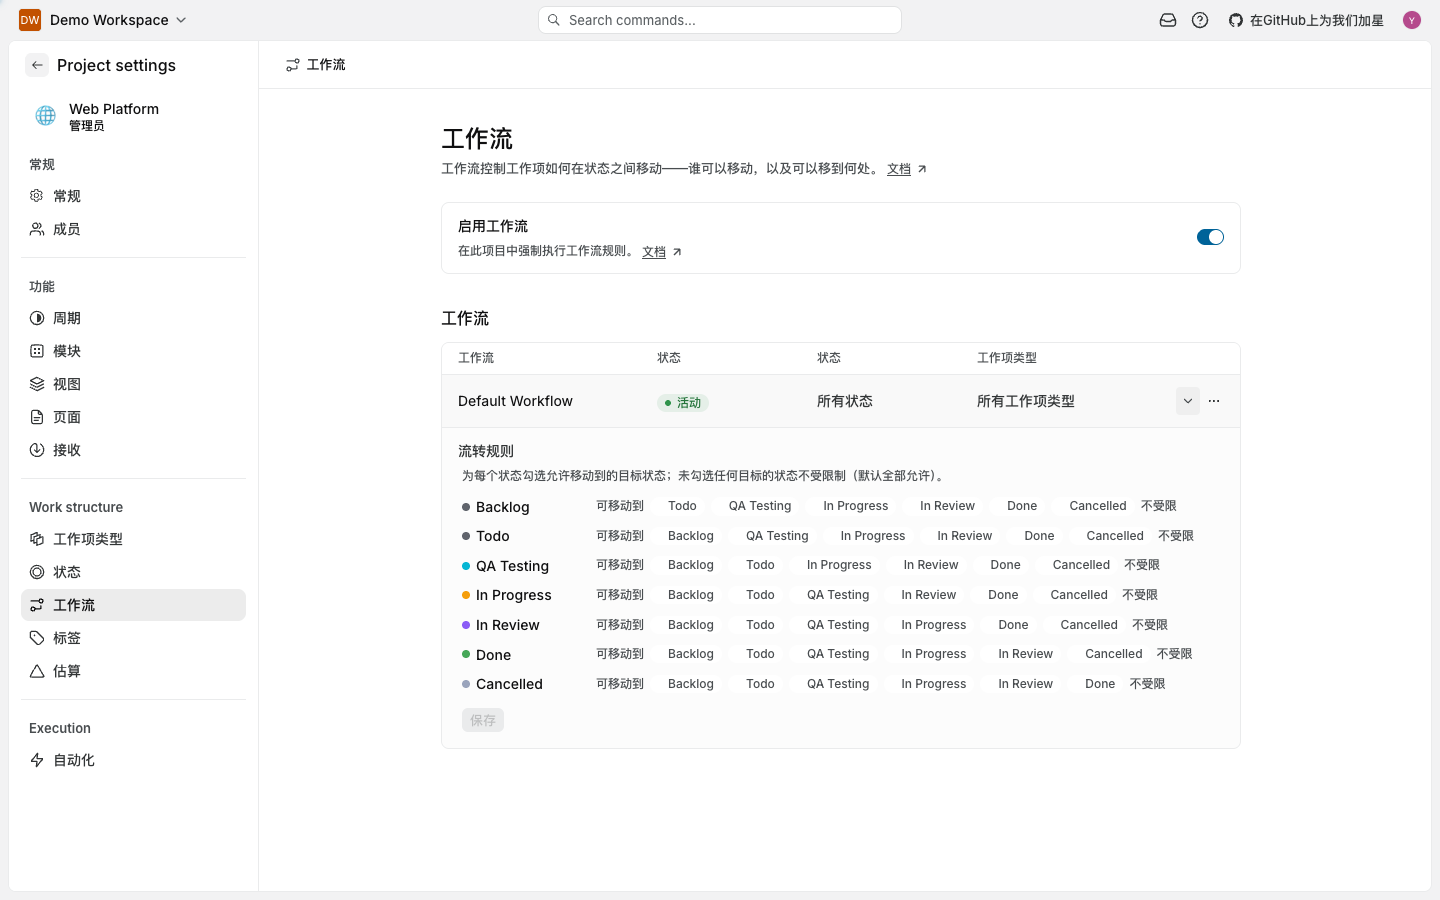 DW Demo Workspace
Search commands...
在GitHub上为我们加星
Y
Project settings
Web Platform
管理员
常规
常规
成员
功能
周期
模块
视图
页面
接收
Work structure
工作项类型
状态
工作流
标签
估算
Execution
自动化
工作流
工作流
工作流控制工作项如何在状态之间移动——谁可以移动，以及可以移到何处。 文档
启用工作流
在此项目中强制执行工作流规则。 文档
工作流
工作流 状态 状态 工作项类型
Default Workflow 活动 所有状态 所有工作项类型
流转规则
为每个状态勾选允许移动到的目标状态；未勾选任何目标的状态不受限制（默认全部允许）。
Backlog 可移动到 Todo QA Testing In Progress In Review Done Cancelled 不受限
Todo 可移动到 Backlog QA Testing In Progress In Review Done Cancelled 不受限
QA Testing 可移动到 Backlog Todo In Progress In Review Done Cancelled 不受限
In Progress 可移动到 Backlog Todo QA Testing In Review Done Cancelled 不受限
In Review 可移动到 Backlog Todo QA Testing In Progress Done Cancelled 不受限
Done 可移动到 Backlog Todo QA Testing In Progress In Review Cancelled 不受限
Cancelled 可移动到 Backlog Todo QA Testing In Progress In Review Done 不受限
保存